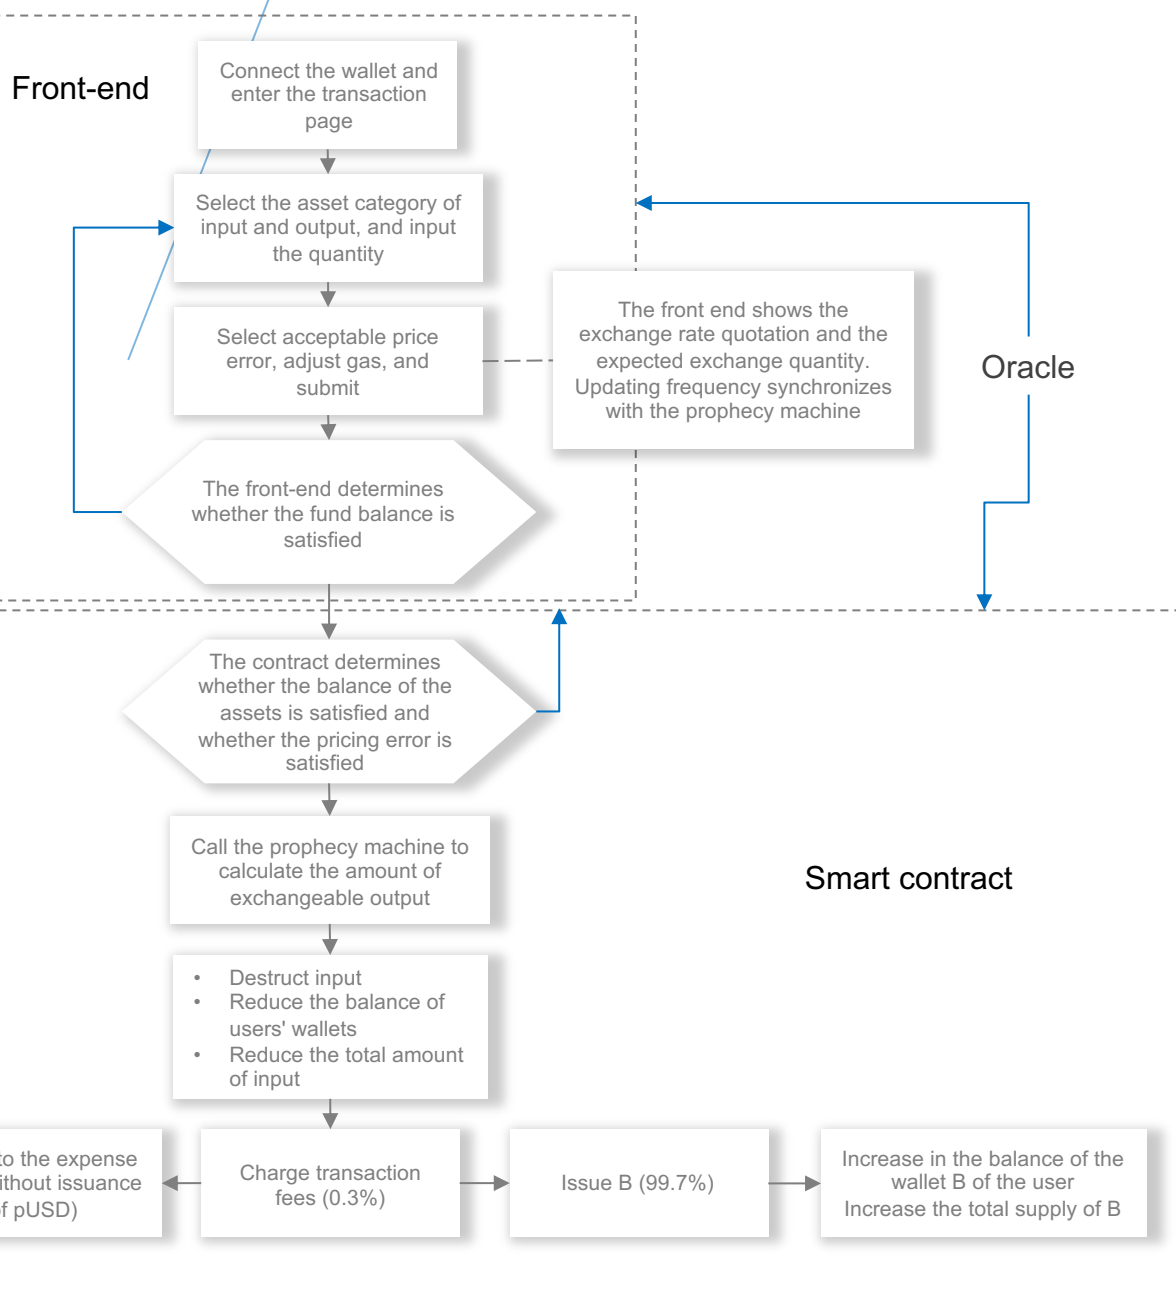 Front-end
Connect the wallet and
enter the transaction
page
Select the asset category of
input and output, and input
the quantity
Select acceptable price
error, adjust gas, and
submit
The front end shows the
exchange rate quotation and the
expected exchange quantity.
Updating frequency synchronizes
with the prophecy machine
Oracle
The front-end determines
whether the fund balance is
satisfied
The contract determines
whether the balance of the
assets is satisfied and
whether the pricing error is
satisfied
Call the prophecy machine to
calculate the amount of
exchangeable output
Smart contract
• Destruct input
• Reduce the balance of
users' wallets
• Reduce the total amount
of input
to the expense
without issuance
of pUSD)
Charge transaction
fees (0.3%)
Issue B (99.7%)
Increase in the balance of the
wallet B of the user
Increase the total supply of B